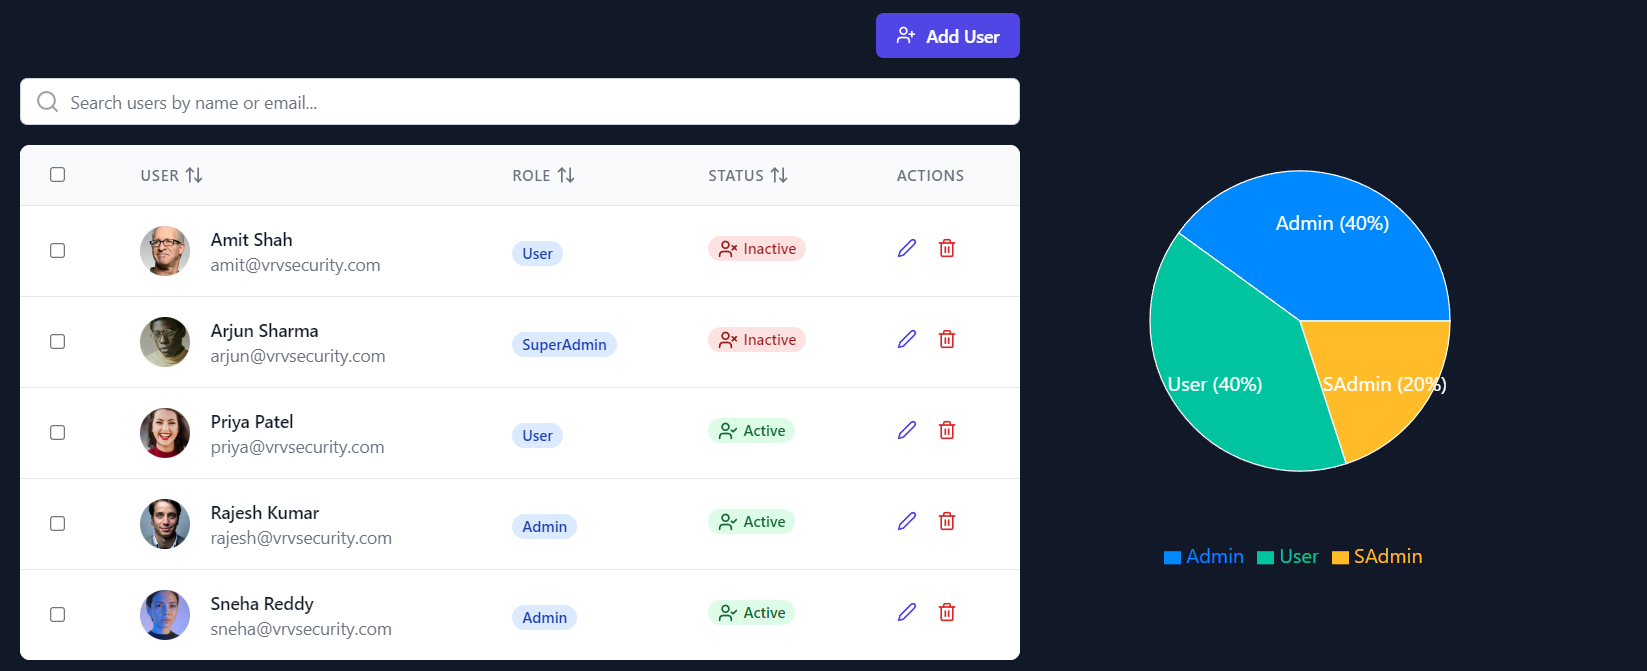 Add User
Search users by name or email...
USER ROLE STATUS ACTIONS
Amit Shah
amit@vrvsecurity.com
User
Inactive
Arjun Sharma
arjun@vrvsecurity.com
SuperAdmin
Inactive
Priya Patel
priya@vrvsecurity.com
User
Active
Rajesh Kumar
rajesh@vrvsecurity.com
Admin
Active
Sneha Reddy
sneha@vrvsecurity.com
Admin
Active
Admin (40%)
User (40%)
SAdmin (20%)
Admin User SAdmin